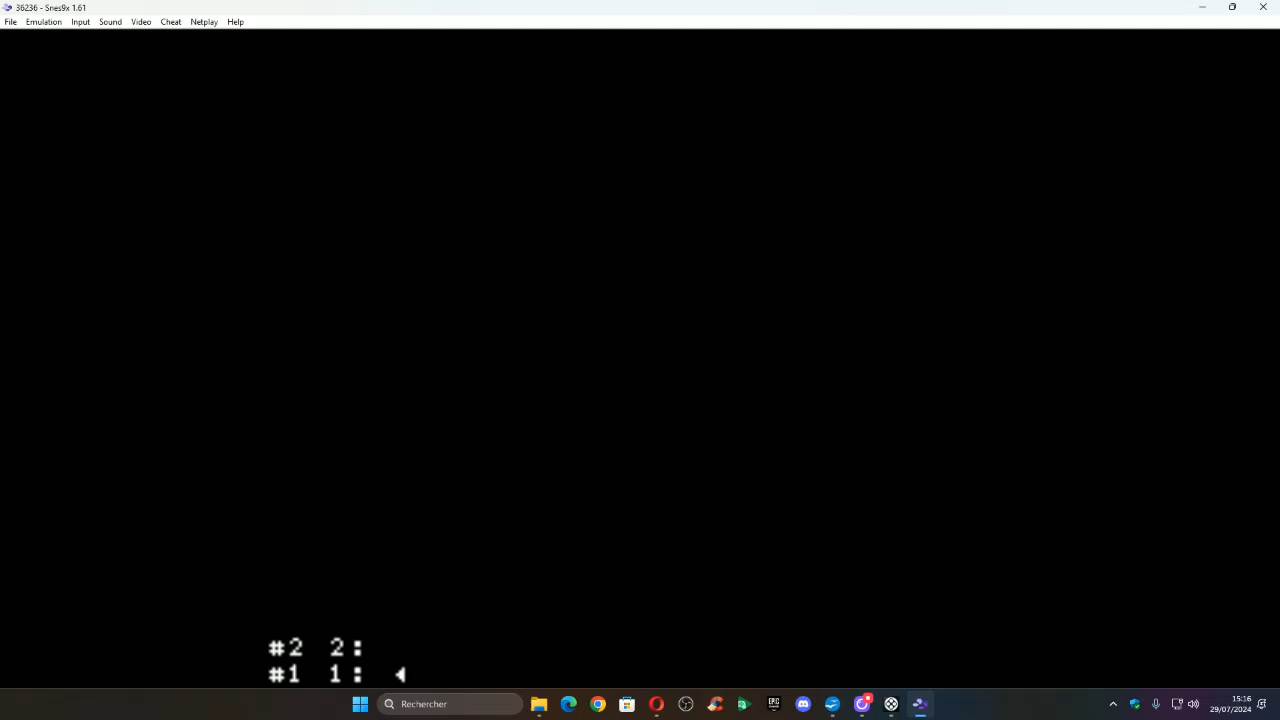 36236 - Snes9x 1.61
File Emulation Input Sound Video Cheat Netplay Help
#2 2:
#1 1:
Rechercher
EPIC
15:16
29/07/2024